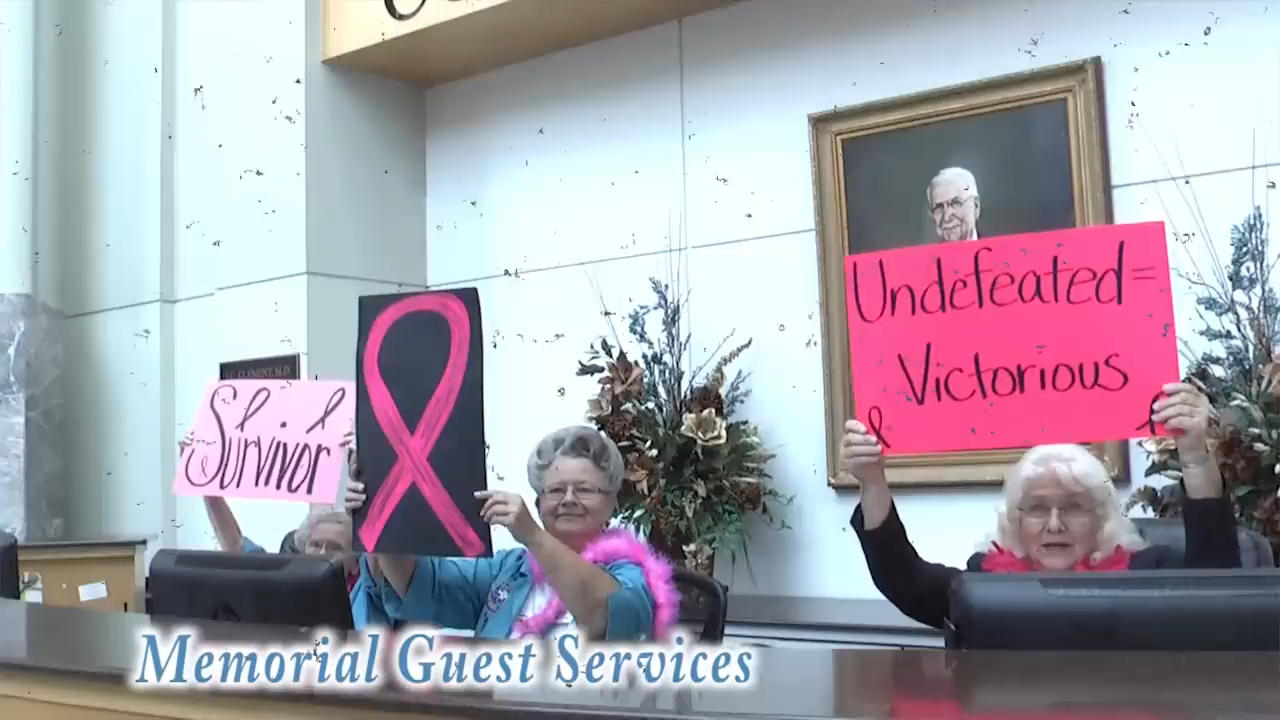 Undefeated =
Victorious
Survivor
Memorial Guest Services